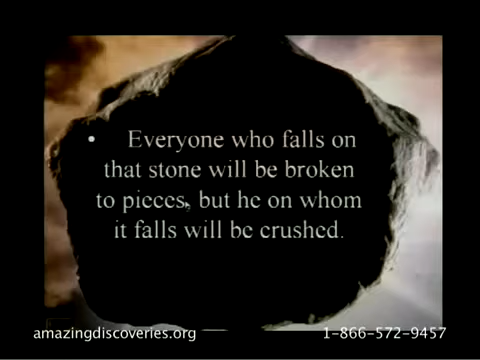 • Everyone who falls on
that stone will be broken
to pieces, but he on whom
it falls will be crushed.
amazingdiscoveries.org 1-866-572-9457